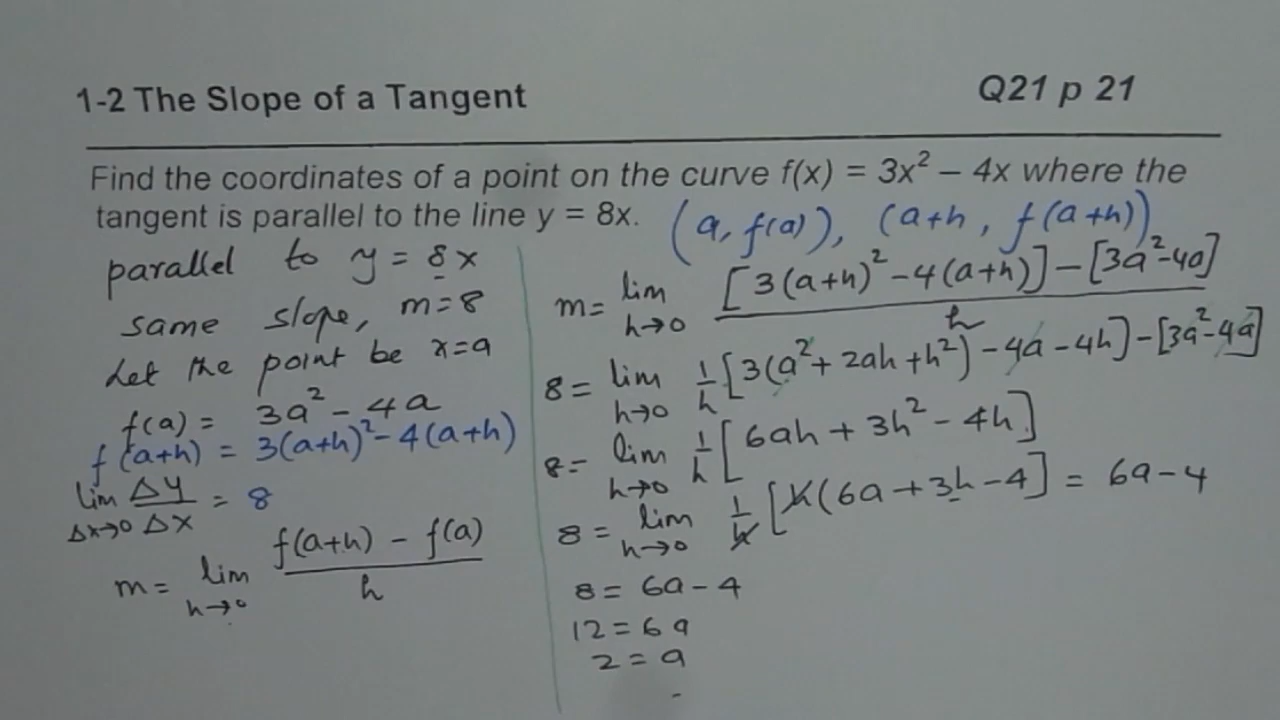 1-2 The Slope of a Tangent
Q21 p 21
Find the coordinates of a point on the curve f(x) = 3x² – 4x where the
tangent is parallel to the line y = 8x.
(a, f(a)), (a+h, f(a+h))
parallel to y = 8x
same slope, m=8
Let the point be x=a
f(a) = 3a² - 4a
f(a+h) = 3(a+h)² - 4(a+h)
lim Δy/Δx = 8
Δx→0
m = lim f(a+h) - f(a) / h
h→0
m = lim [3(a+h)² - 4(a+h)] - [3a²-4a] / h
h→0
8 = lim 1/h [3(a² + 2ah + h²) - 4a - 4h] - [3a²-4a]
h→0
8 = lim 1/h [6ah + 3h² - 4h]
h→0
8 = lim 1/h [h(6a + 3h - 4] = 6a - 4
h→0
8 = 6a - 4
12 = 6a
2 = a